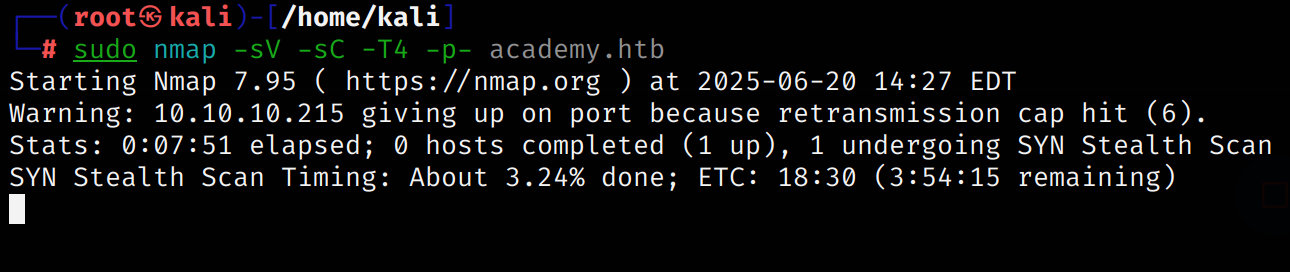 ┌──(root㉿kali)-[/home/kali]
└─# sudo nmap -sV -sC -T4 -p- academy.htb
Starting Nmap 7.95 ( https://nmap.org ) at 2025-06-20 14:27 EDT
Warning: 10.10.10.215 giving up on port because retransmission cap hit (6).
Stats: 0:07:51 elapsed; 0 hosts completed (1 up), 1 undergoing SYN Stealth Scan
SYN Stealth Scan Timing: About 3.24% done; ETC: 18:30 (3:54:15 remaining)